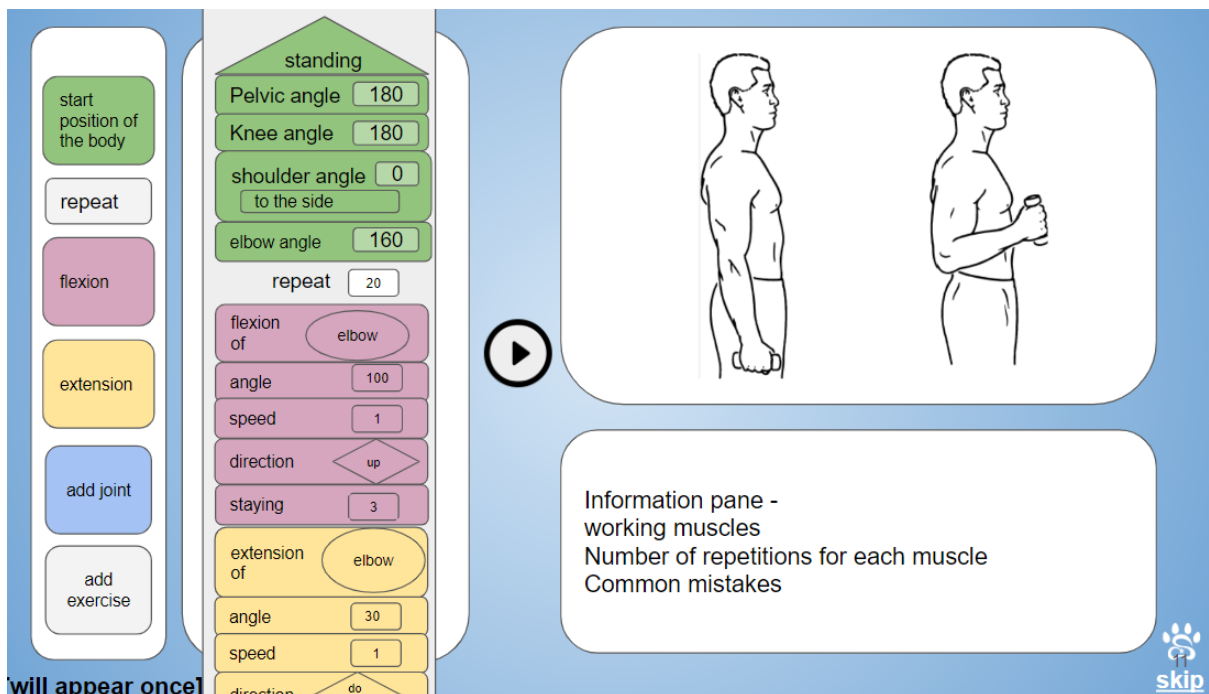 start
position of
the body
repeat
flexion
extension
add joint
add
exercise
standing
Pelvic angle 180
Knee angle 180
shoulder angle 0
to the side
elbow angle 160
repeat 20
flexion
of
elbow
angle 100
speed 1
direction up
staying 3
extension
of
elbow
angle 30
speed 1
direction do
Information pane -
working muscles
Number of repetitions for each muscle
Common mistakes
11
skip
will appear once]